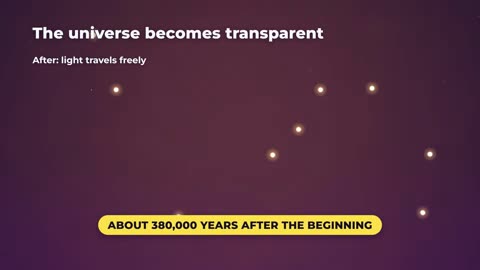 The universe becomes transparent
After: light travels freely
ABOUT 380,000 YEARS AFTER THE BEGINNING